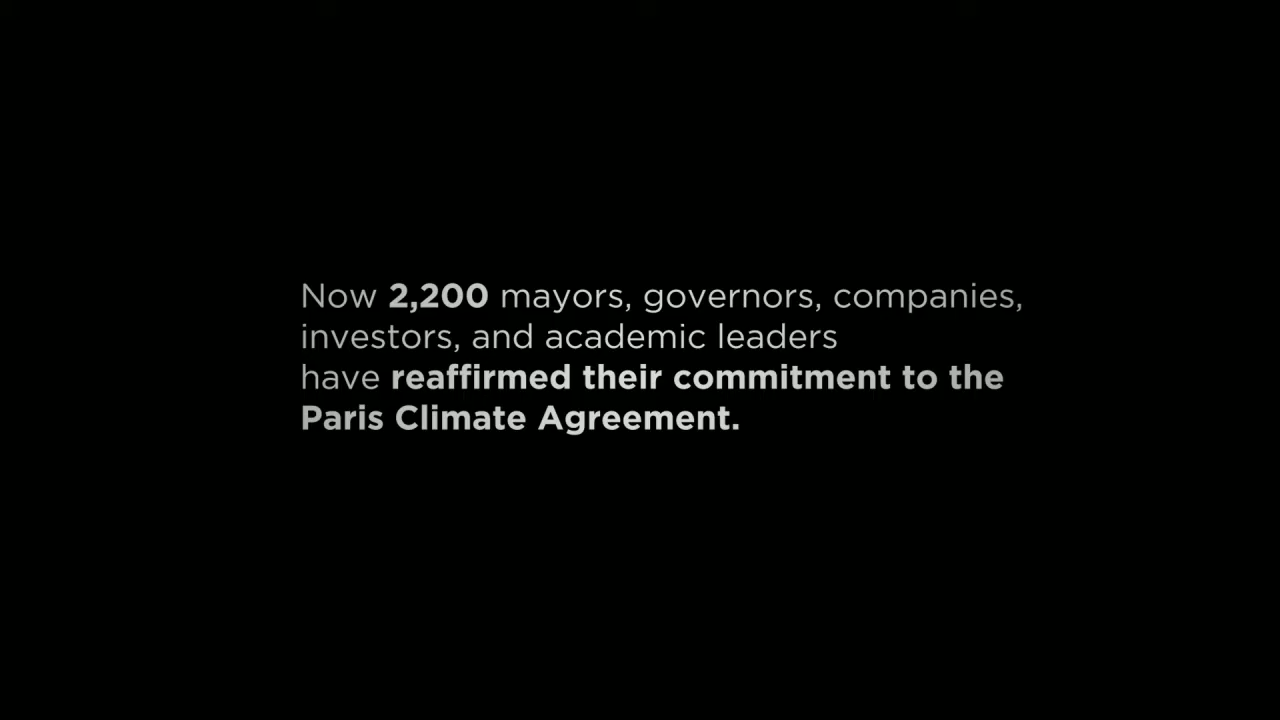 Now 2,200 mayors, governors, companies,
investors, and academic leaders
have reaffirmed their commitment to the
Paris Climate Agreement.